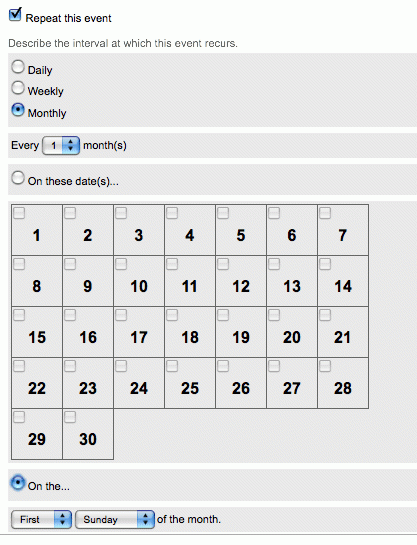 Repeat this event
Describe the interval at which this event recurs.
Daily
Weekly
Monthly
Every 1 month(s)
On these date(s)...
1 2 3 4 5 6 7
8 9 10 11 12 13 14
15 16 17 18 19 20 21
22 23 24 25 26 27 28
29 30
On the...
First Sunday of the month.